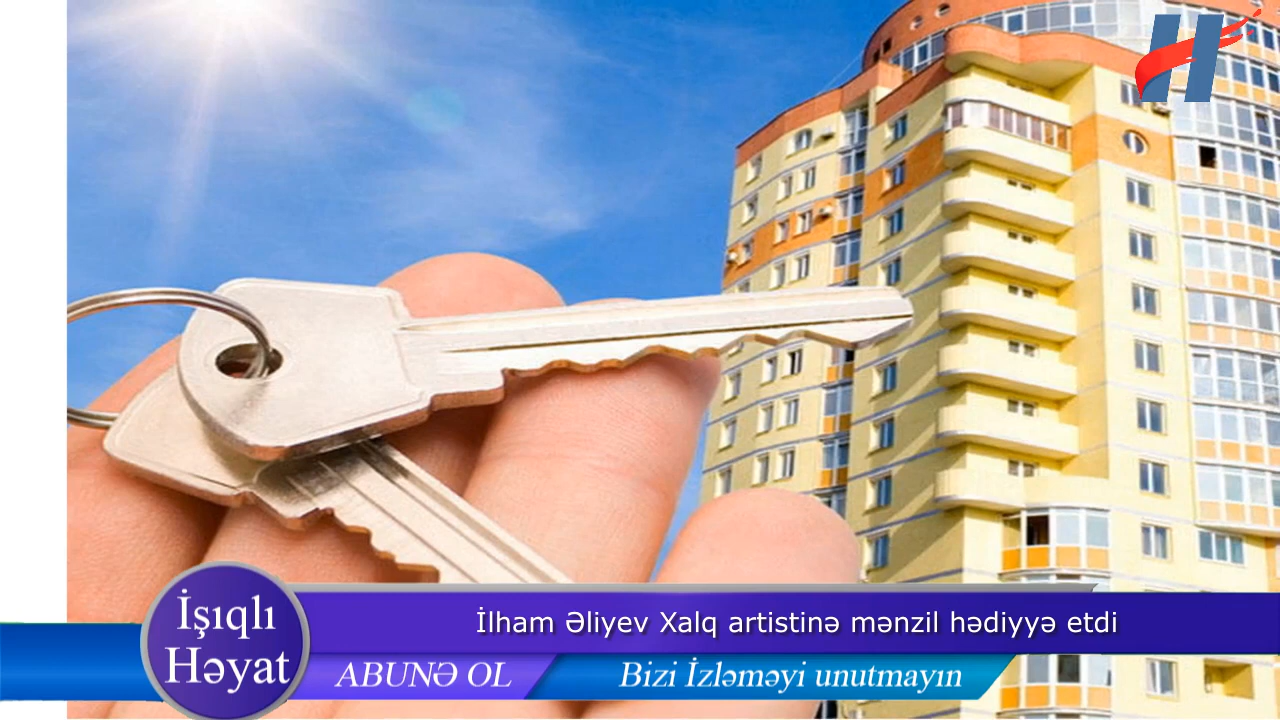 H
İşıqlı
Həyat
İlham Əliyev Xalq artistinə mənzil hədiyyə etdi
ABUNƏ OL
Bizi İzləməyi unutmayın